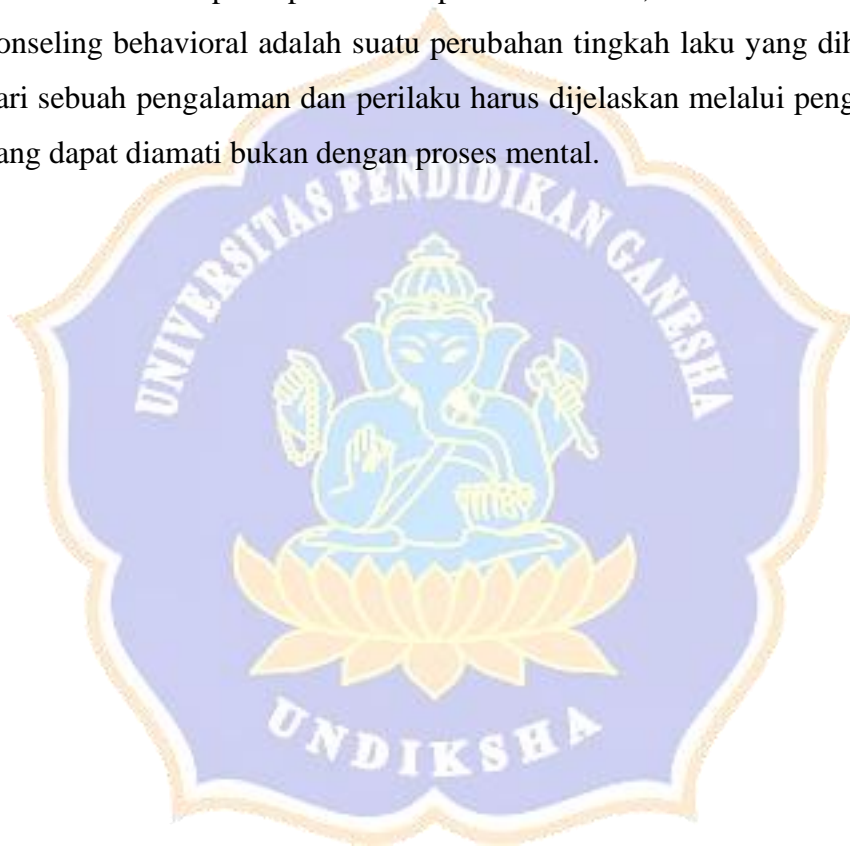 onseling behavioral adalah suatu perubahan tingkah laku yang dih
ari sebuah pengalaman dan perilaku harus dijelaskan melalui peng
ang dapat diamati bukan dengan proses mental.
UNIVERSITAS PENDIDIKAN GANESHA
UNDIKSHA